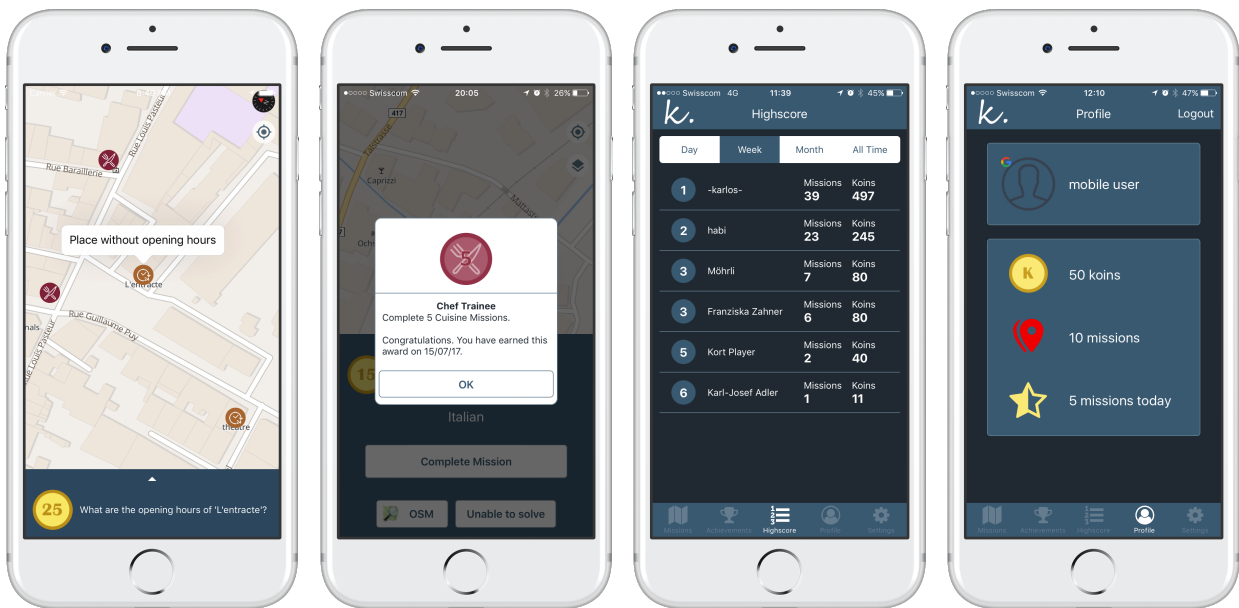 Rue Louis Pasteur
Rue Baraillerie
Place without opening hours
L'entracte
Rue Guillaume Puy
nals
Rue Louis Pasteur
théâtre
25
What are the opening hours of 'L'entracte'?
Swisscom
20:05
26%
417
Talstrasse
Caprizzi
Ochs
5
Chef Trainee
Complete 5 Cuisine Missions.
Congratulations. You have earned this
award on 15/07/17.
OK
15
Italian
Complete Mission
OSM
Unable to solve
Swisscom 4G
11:39
45%
k.
Highscore
Day
Week
Month
All Time
1
-karlos-
Missions
39
Koins
497
2
habi
Missions
23
Koins
245
3
Möhrli
Missions
7
Koins
80
3
Franziska Zahner
Missions
6
Koins
80
5
Kort Player
Missions
2
Koins
40
6
Karl-Josef Adler
Missions
1
Koins
11
Missions
Achievements
Highscore
Profile
Settings
Swisscom
12:10
47%
k.
Profile
Logout
mobile user
K
50 koins
10 missions
5 missions today
Missions
Achievements
Highscore
Profile
Settings